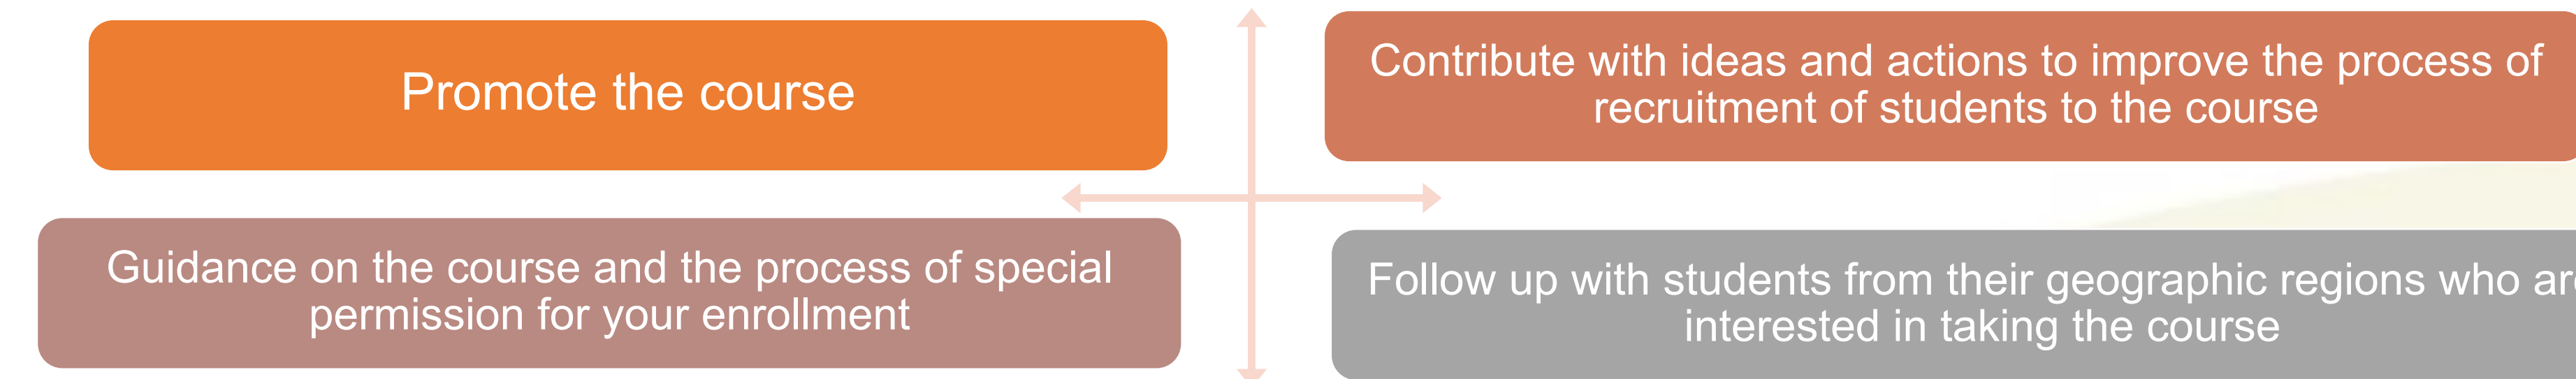 Promote the course
Contribute with ideas and actions to improve the process of
recruitment of students to the course
Guidance on the course and the process of special
permission for your enrollment
Follow up with students from their geographic regions who are
interested in taking the course